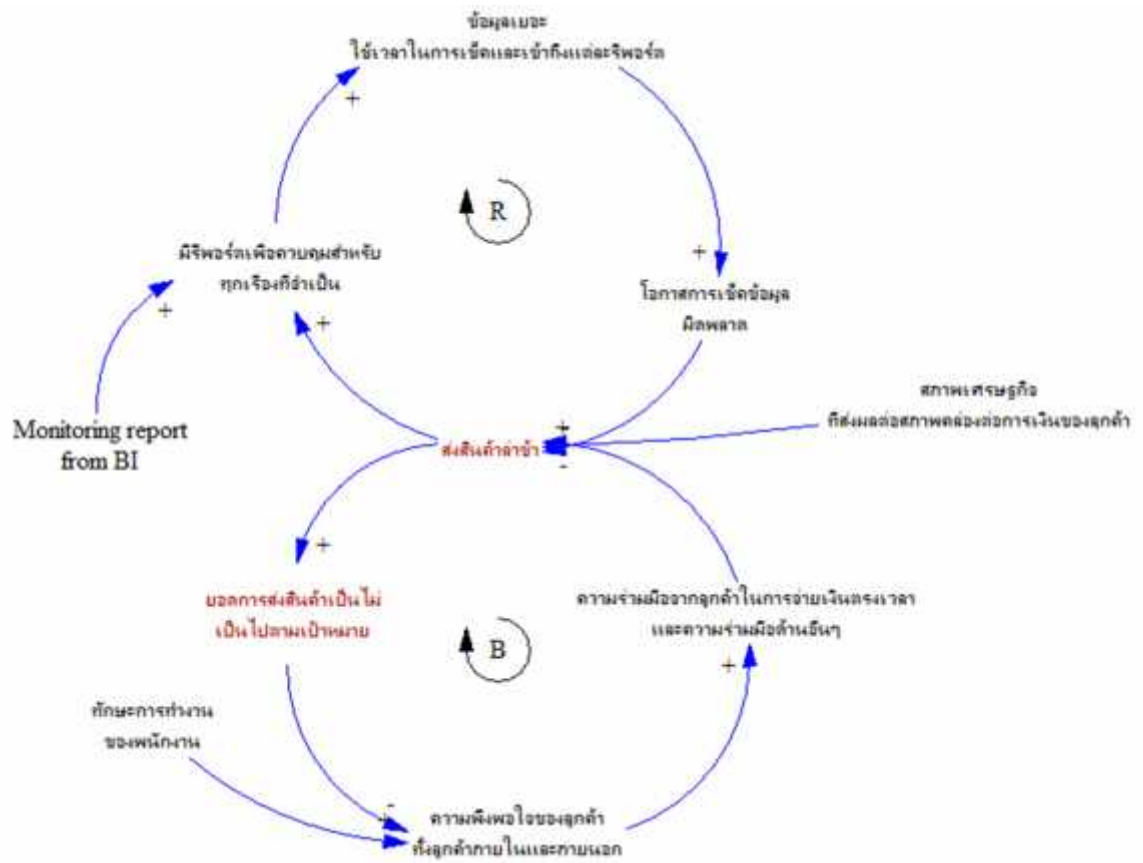 ข้อมูลเยอะ
ใช้เวลาในการเช็คและเข้าถึงแต่ละรีพอร์ต
+
R
มีรีพอร์ตเพื่อควบคุมสำหรับ
ทุกเรื่องที่จำเป็น
+
+
+
โอกาสการเช็คข้อมูล
ผิดพลาด
Monitoring report
from BI
สภาพเศรษฐกิจ
ที่ส่งผลต่อสภาพคล่องต่อการเงินของลูกค้า
+
ส่งสินค้าล่าช้า
-
+
ยอดการส่งสินค้าเป็นไม่
เป็นไปตามเป้าหมาย
B
ความร่วมมือจากลูกค้าในการจ่ายเงินตรงเวลา
และความร่วมมือด้านอื่นๆ
+
ทักษะการทำงาน
ของพนักงาน
-
+
ความพึงพอใจของลูกค้า
ทั้งลูกค้าภายในและภายนอก